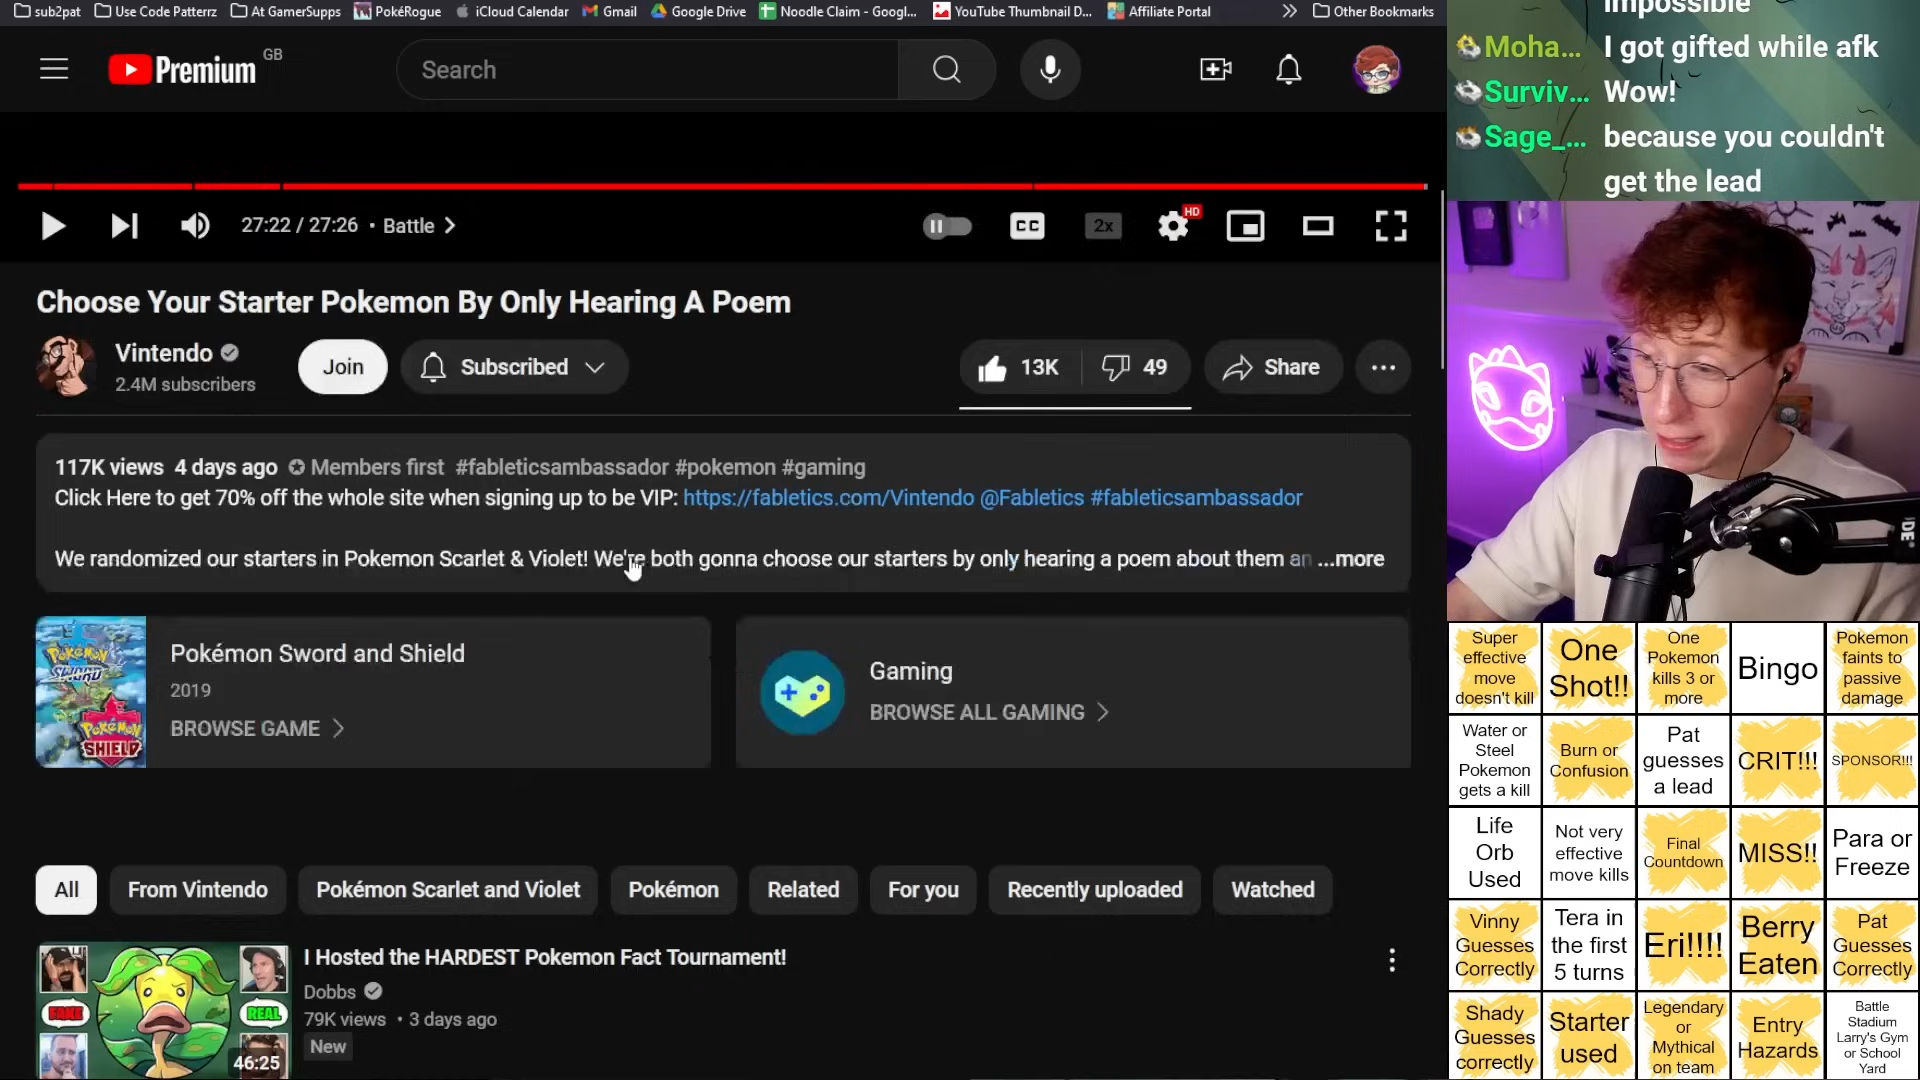 sub2pat
Use Code Patterrz
At GamerSupps
PokéRogue
iCloud Calendar
Gmail
Google Drive
Noodle Claim - Googl...
YouTube Thumbnail D...
Affiliate Portal
Other Bookmarks
Premium GB
Search
27:22 / 27:26 • Battle
CC
2x
HD
Choose Your Starter Pokemon By Only Hearing A Poem
Vintendo
2.4M subscribers
Join
Subscribed
13K
49
Share
117K views 4 days ago Members first #fableticsambassador #pokemon #gaming
Click Here to get 70% off the whole site when signing up to be VIP: https://fabletics.com/Vintendo @Fabletics #fableticsambassador
We randomized our starters in Pokemon Scarlet & Violet! We're both gonna choose our starters by only hearing a poem about them an ...more
Pokémon Sword and Shield
2019
BROWSE GAME
Gaming
BROWSE ALL GAMING
All
From Vintendo
Pokémon Scarlet and Violet
Pokémon
Related
For you
Recently uploaded
Watched
FAKE
REAL
46:25
I Hosted the HARDEST Pokemon Fact Tournament!
Dobbs
79K views • 3 days ago
New
impossible
Moha... I got gifted while afk
Surviv... Wow!
Sage_... because you couldn't
get the lead
Super
effective
move
doesn't kill
One
Shot!!
One
Pokemon
kills 3 or
more
Bingo
Pokemon
faints to
passive
damage
Water or
Steel
Pokemon
gets a kill
Burn or
Confusion
Pat
guesses
a lead
CRIT!!!
SPONSOR!!!
Life
Orb
Used
Not very
effective
move kills
Final
Countdown
MISS!!
Para or
Freeze
Vinny
Guesses
Correctly
Tera in
the first
5 turns
Eri!!!!
Berry
Eaten
Pat
Guesses
Correctly
Shady
Guesses
correctly
Starter
used
Legendary
or
Mythical
on team
Entry
Hazards
Battle
Stadium
Larry's Gym
or School
Yard